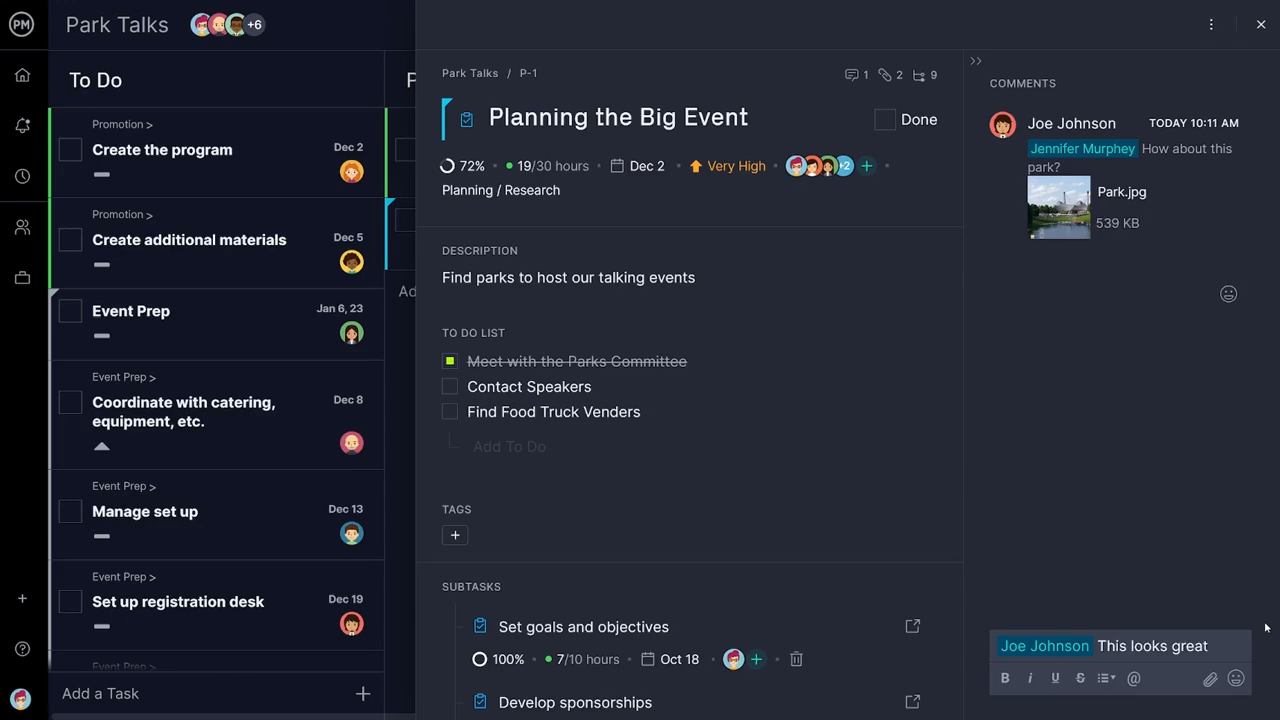 PM
Park Talks
+6
To Do
Promotion >
Create the program
Dec 2
Promotion >
Create additional materials
Dec 5
Event Prep
Jan 6, 23
Event Prep >
Coordinate with catering,
equipment, etc.
Dec 8
Event Prep >
Manage set up
Dec 13
Event Prep >
Set up registration desk
Dec 19
Event Prep >
Add a Task
P
Ad
Park Talks / P-1
1
2
9
Planning the Big Event
Done
72%
19/30 hours
Dec 2
Very High
+2
Planning / Research
DESCRIPTION
Find parks to host our talking events
TO DO LIST
Meet with the Parks Committee
Contact Speakers
Find Food Truck Venders
Add To Do
TAGS
+
SUBTASKS
Set goals and objectives
100%
7/10 hours
Oct 18
Develop sponsorships
COMMENTS
Joe Johnson
TODAY 10:11 AM
Jennifer Murphey How about this
park?
Park.jpg
539 KB
Joe Johnson This looks great
B i U S @